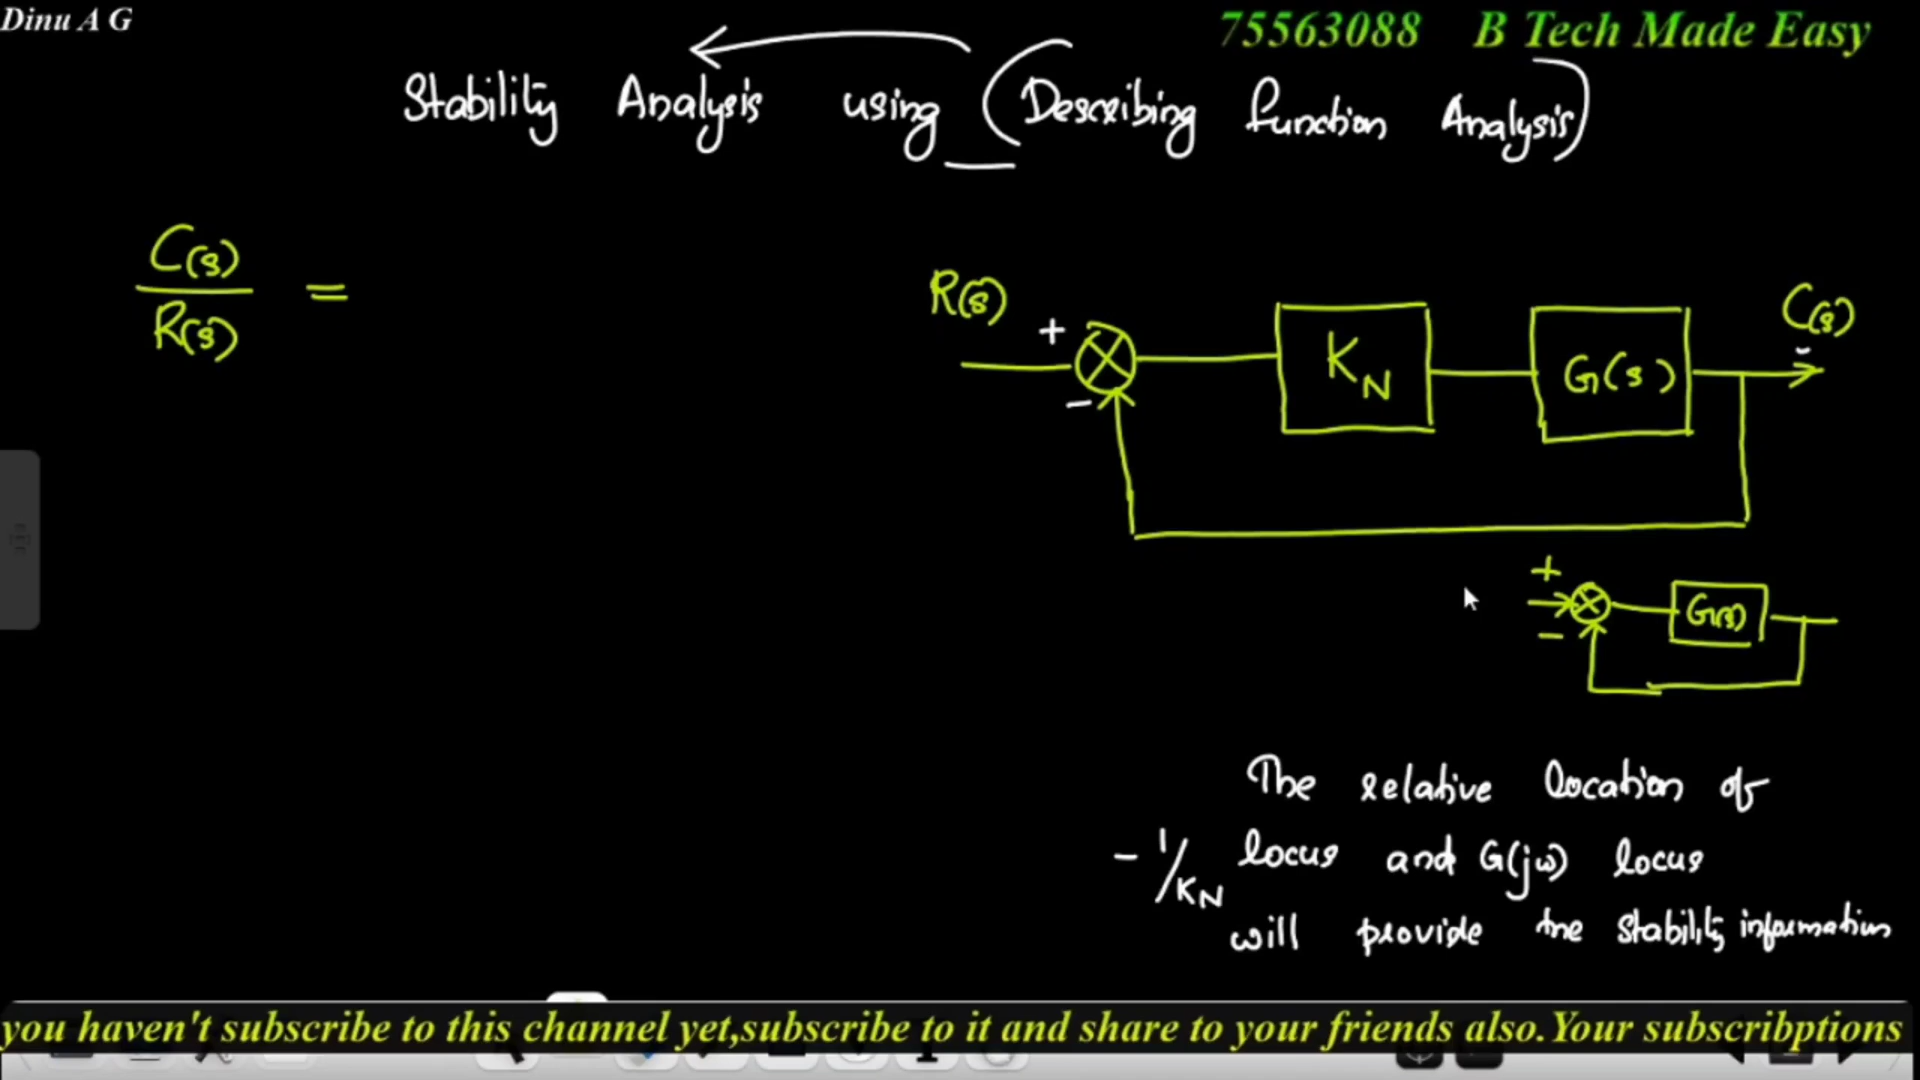 Dinu A G
75563088 B Tech Made Easy
Stability Analysis using (Describing function Analysis)
C(s)
R(s)
=
R(s)
+
-
KN
G(s)
C(s)
+
-
G(s)
The relative location of
- 1/KN locus and G(jω) locus
will provide the stability information
you haven't subscribe to this channel yet,subscribe to it and share to your friends also.Your subscribptions